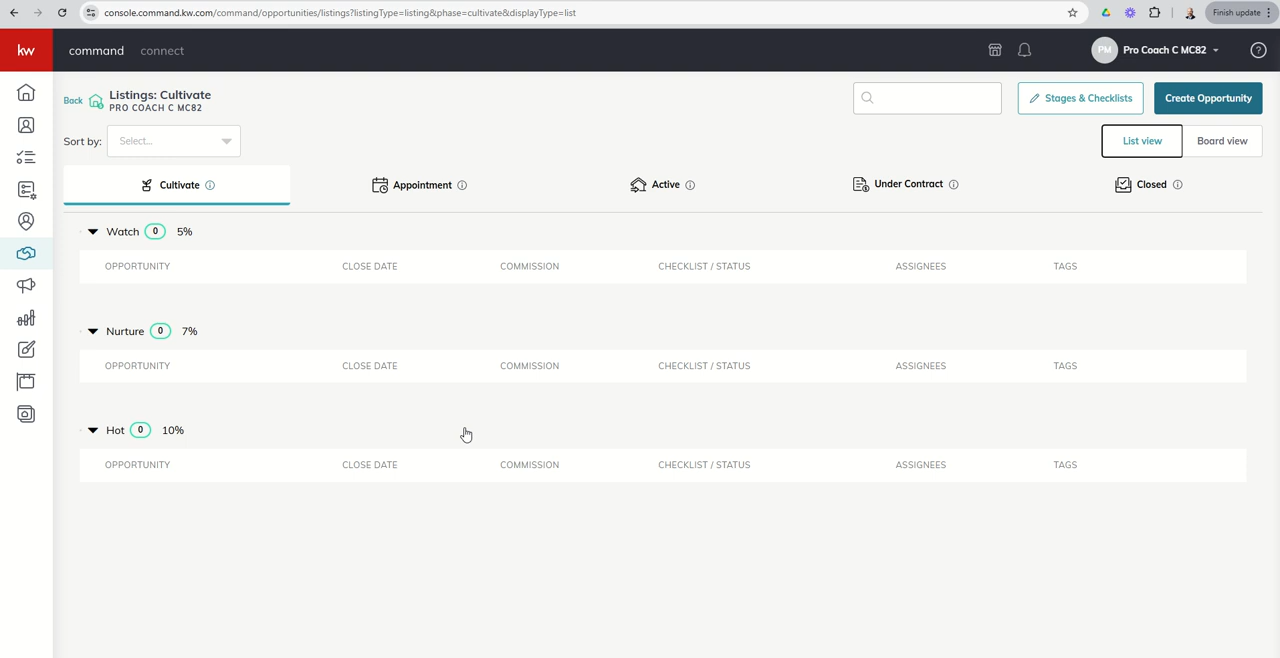 console.command.kw.com/command/opportunities/listings?listingType=listing&phase=cultivate&displayType=list
Finish update
kw
command
connect
PM
Pro Coach C MC82
Back
Listings: Cultivate
PRO COACH C MC82
Stages & Checklists
Create Opportunity
Sort by:
Select...
List view
Board view
Cultivate
Appointment
Active
Under Contract
Closed
Watch 0 5%
OPPORTUNITY CLOSE DATE COMMISSION CHECKLIST / STATUS ASSIGNEES TAGS
Nurture 0 7%
OPPORTUNITY CLOSE DATE COMMISSION CHECKLIST / STATUS ASSIGNEES TAGS
Hot 0 10%
OPPORTUNITY CLOSE DATE COMMISSION CHECKLIST / STATUS ASSIGNEES TAGS